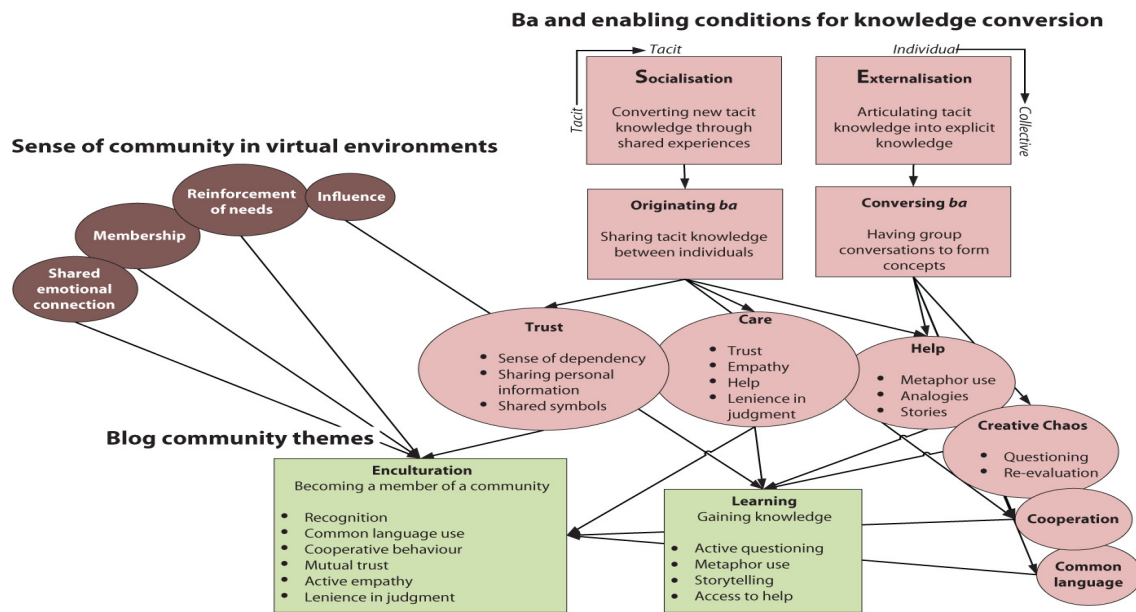 Ba and enabling conditions for knowledge conversion
Tacit
Tacit
Socialisation
Converting new tacit
knowledge through
shared experiences
Individual
Collective
Externalisation
Articulating tacit
knowledge into explicit
knowledge
Originating ba
Sharing tacit knowledge
between individuals
Conversing ba
Having group
conversations to form
concepts
Sense of community in virtual environments
Shared
emotional
connection
Membership
Reinforcement
of needs
Influence
Trust
• Sense of dependency
• Sharing personal
information
• Shared symbols
Care
• Trust
• Empathy
• Help
• Lenience in
judgment
Help
• Metaphor use
• Analogies
• Stories
Creative Chaos
• Questioning
• Re-evaluation
Cooperation
Common
language
Blog community themes
Enculturation
Becoming a member of a community
• Recognition
• Common language use
• Cooperative behaviour
• Mutual trust
• Active empathy
• Lenience in judgment
Learning
Gaining knowledge
• Active questioning
• Metaphor use
• Storytelling
• Access to help